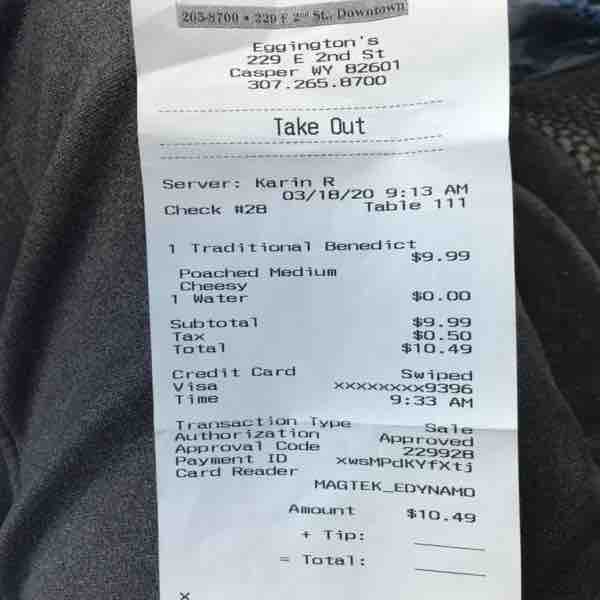 265-8700 • 229 E 2nd St., Downtown
Eggington's
229 E 2nd St
Casper WY 82601
307.265.8700
Take Out
Server: Karin R
03/18/20 9:13 AM
Check #28 Table 111
1 Traditional Benedict
$9.99
Poached Medium
Cheesy
1 Water $0.00
Subtotal $9.99
Tax $0.50
Total $10.49
Credit Card Swiped
Visa xxxxxxxx9396
Time 9:33 AM
Transaction Type Sale
Authorization Approved
Approval Code 229928
Payment ID xwsMPdKYfXtj
Card Reader
MAGTEK_EDYNAMO
Amount $10.49
+ Tip:
= Total:
x